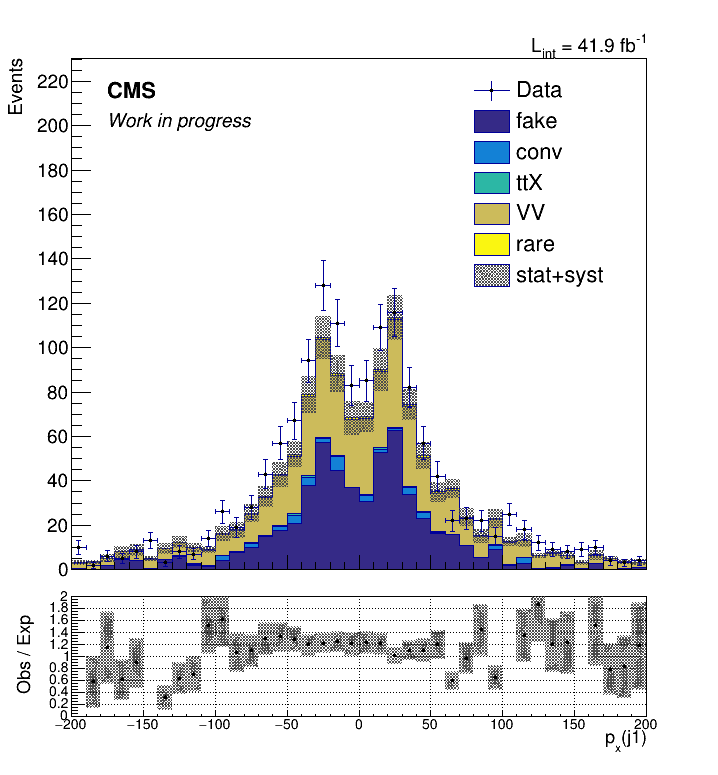 L_int = 41.9 fb^-1
Events
CMS
Work in progress
Data
fake
conv
ttX
VV
rare
stat+syst
220
200
180
160
140
120
100
80
60
40
20
0
Obs / Exp
2
1.8
1.6
1.4
1.2
1
0.8
0.6
0.4
0.2
0
−200 −150 −100 −50 0 50 100 150 200
p_x(j1)